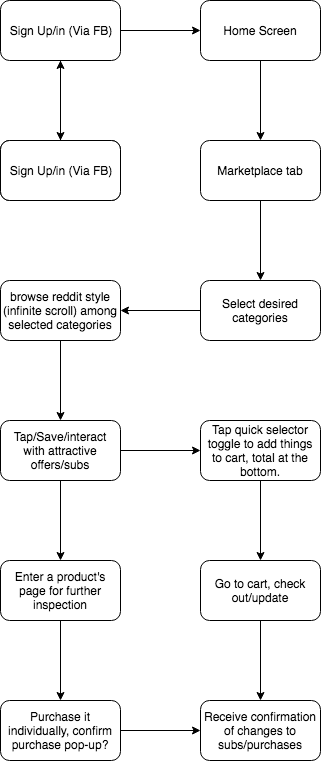 Sign Up/in (Via FB)
Home Screen
Sign Up/in (Via FB)
Marketplace tab
browse reddit style
(infinite scroll) among
selected categories
Select desired
categories
Tap/Save/interact
with attractive
offers/subs
Tap quick selector
toggle to add things
to cart, total at the
bottom.
Enter a product's
page for further
inspection
Go to cart, check
out/update
Purchase it
individually, confirm
purchase pop-up?
Receive confirmation
of changes to
subs/purchases